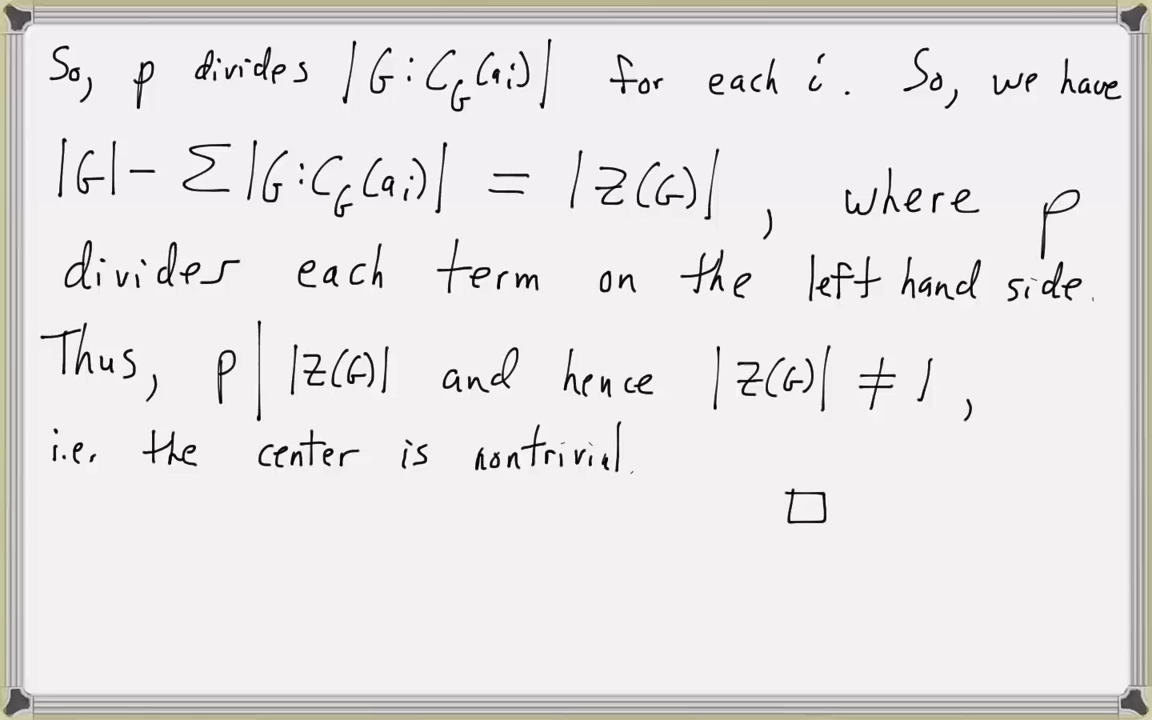 So, p divides |G:C_G(a_i)| for each i. So, we have
|G| - Σ|G:C_G(a_i)| = |Z(G)|, where p
divides each term on the left hand side.
Thus, p | |Z(G)| and hence |Z(G)| ≠ 1,
i.e. the center is nontrivial.
□